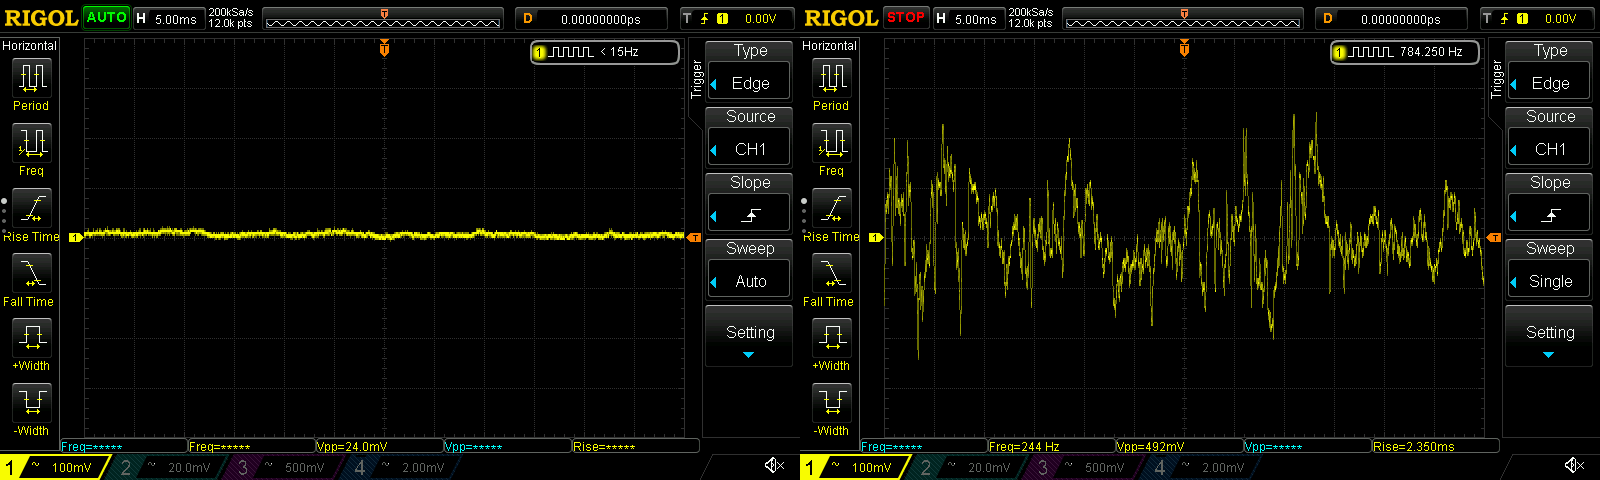 RIGOL AUTO H 5.00ms 200kSa/s 12.0k pts T D 0.00000000ps T 1 0.00V
Horizontal
T
1 < 15Hz
Period
Freq
Rise Time
Fall Time
+Width
-Width
1
T
Trigger
Type
Edge
Source
CH1
Slope
Sweep
Auto
Setting
Freq=***** Freq=***** Vpp=24.0mV Vpp=***** Rise=*****
1 ~ 100mV 2 ~ 20.0mV 3 ~ 500mV 4 ~ 2.00mV
RIGOL STOP H 5.00ms 200kSa/s 12.0k pts T D 0.00000000ps T 1 0.00V
Horizontal
T
1 784.250 Hz
Period
Freq
Rise Time
Fall Time
+Width
-Width
1
T
Trigger
Type
Edge
Source
CH1
Slope
Sweep
Single
Setting
Freq=***** Freq=244 Hz Vpp=492mV Vpp=***** Rise=2.350ms
1 ~ 100mV 2 ~ 20.0mV 3 ~ 500mV 4 ~ 2.00mV